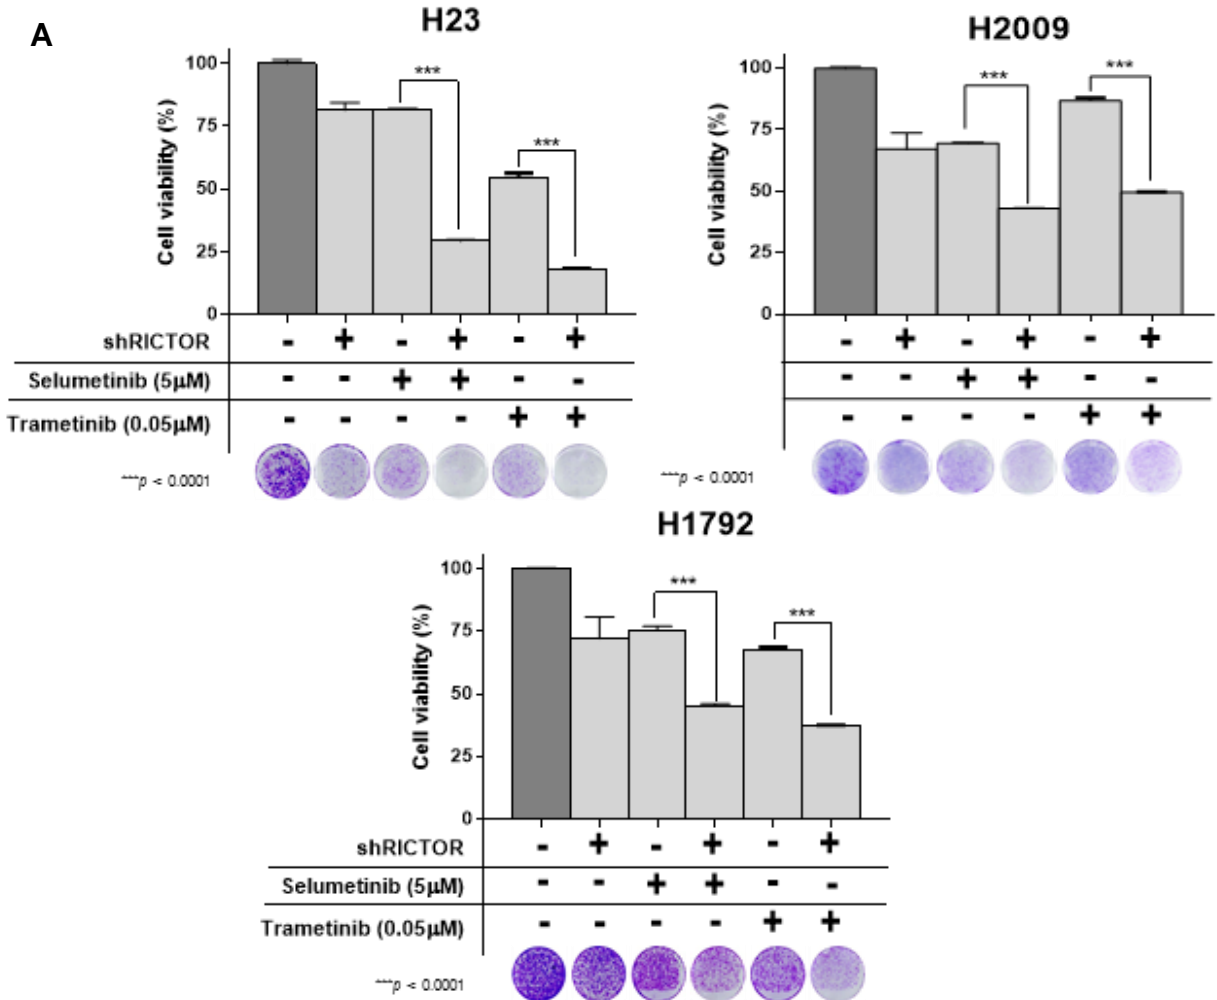 A
H23
Cell viability (%)
100
75
50
25
0
***
***
shRICTOR - + - + - +
Selumetinib (5µM) - - + + - -
Trametinib (0.05µM) - - - - + +
***p < 0.0001
H2009
Cell viability (%)
100
75
50
25
0
***
***
- + - + - +
- - + + - -
- - - - + +
***p < 0.0001
H1792
Cell viability (%)
100
75
50
25
0
***
***
shRICTOR - + - + - +
Selumetinib (5µM) - - + + - -
Trametinib (0.05µM) - - - - + +
***p < 0.0001